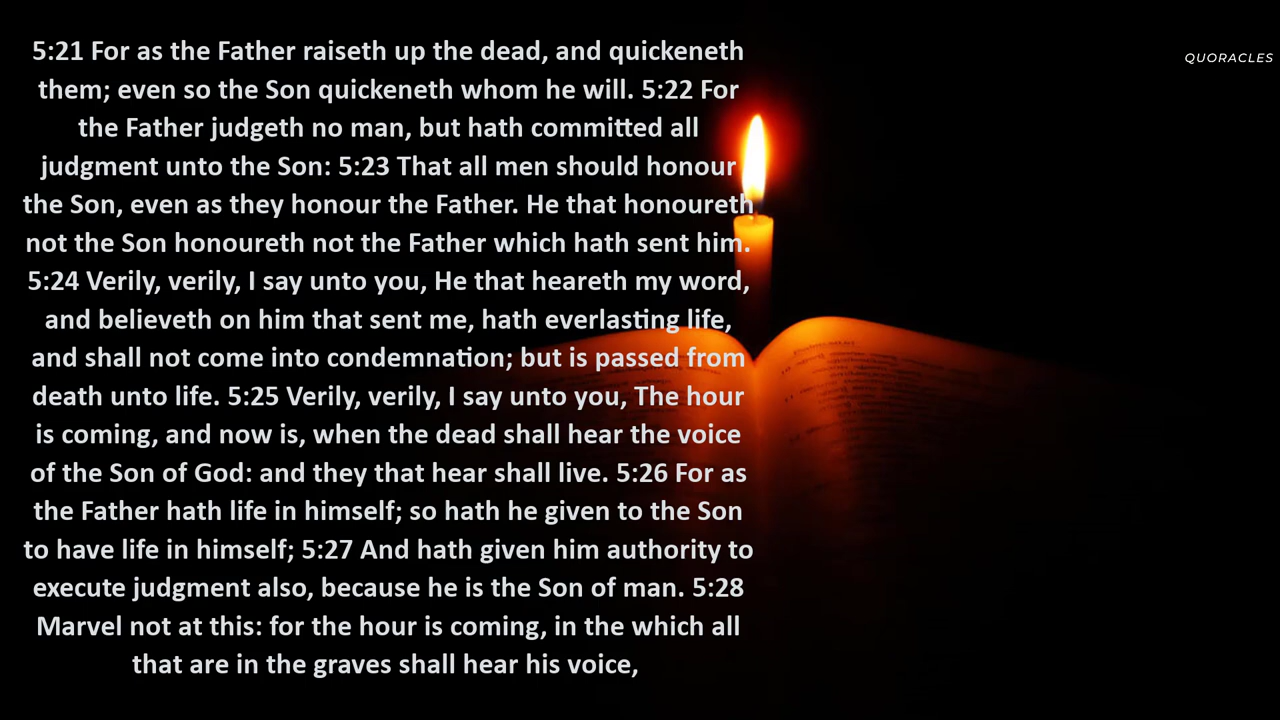 5:21 For as the Father raiseth up the dead, and quickeneth
them; even so the Son quickeneth whom he will. 5:22 For
the Father judgeth no man, but hath committed all
judgment unto the Son: 5:23 That all men should honour
the Son, even as they honour the Father. He that honoureth
not the Son honoureth not the Father which hath sent him.
5:24 Verily, verily, I say unto you, He that heareth my word,
and believeth on him that sent me, hath everlasting life,
and shall not come into condemnation; but is passed from
death unto life. 5:25 Verily, verily, I say unto you, The hour
is coming, and now is, when the dead shall hear the voice
of the Son of God: and they that hear shall live. 5:26 For as
the Father hath life in himself; so hath he given to the Son
to have life in himself; 5:27 And hath given him authority to
execute judgment also, because he is the Son of man. 5:28
Marvel not at this: for the hour is coming, in the which all
that are in the graves shall hear his voice,
QUORACLES